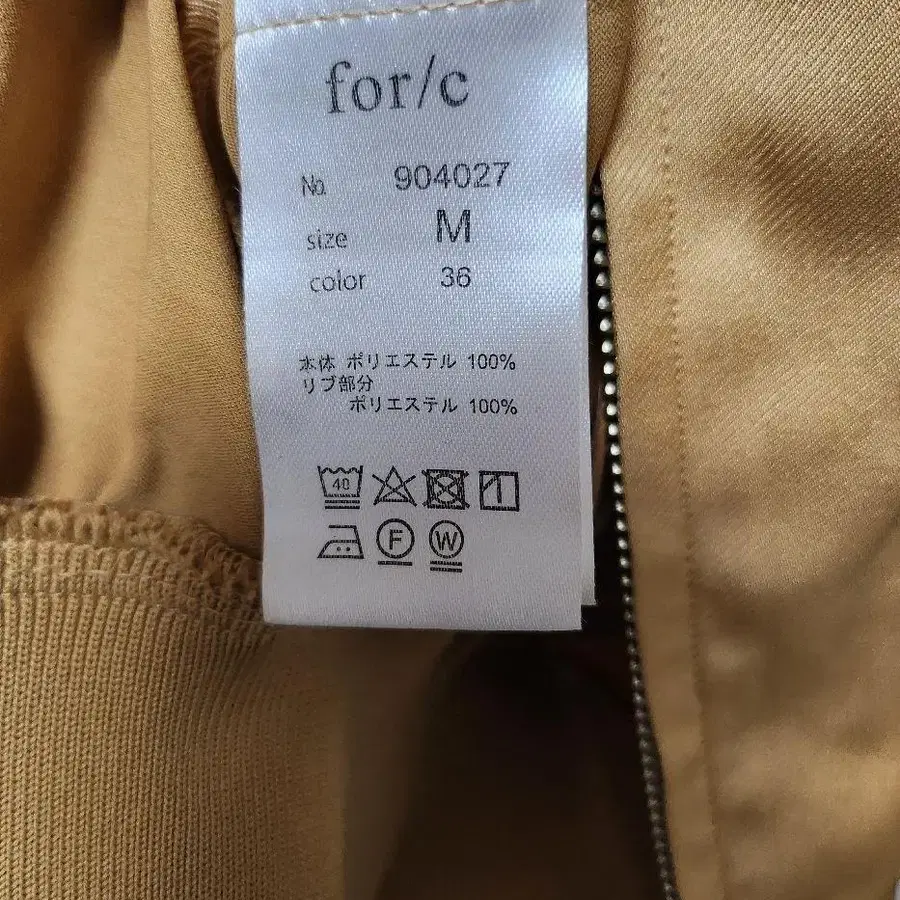 for/c
No. 904027
size M
color 36
本体 ポリエステル 100%
リブ部分
ポリエステル 100%
40
F W